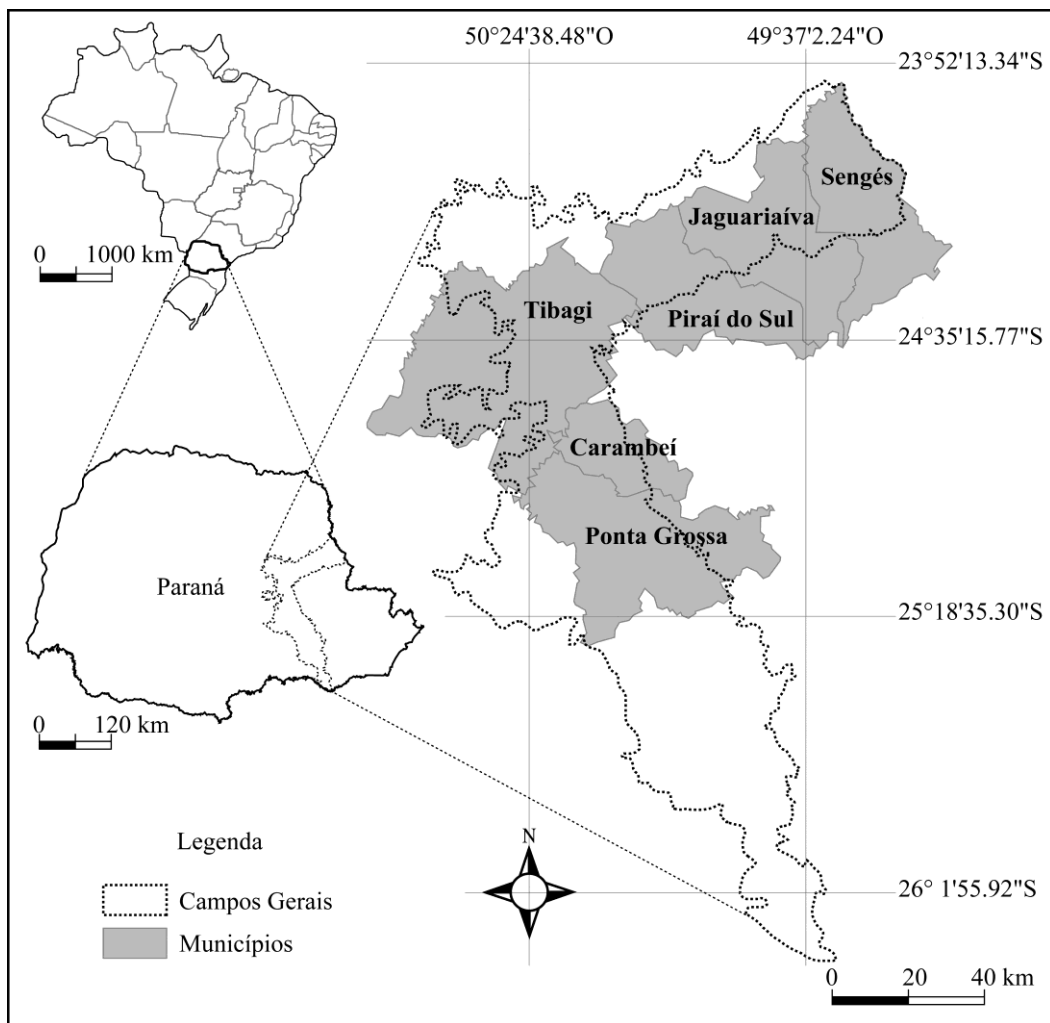 50°24'38.48"O
49°37'2.24"O
23°52'13.34"S
Sengés
Jaguariaíva
0 1000 km
Tibagi
Piraí do Sul
24°35'15.77"S
Carambeí
Ponta Grossa
Paraná
25°18'35.30"S
0 120 km
N
Legenda
Campos Gerais
26° 1'55.92"S
Municípios
0 20 40 km